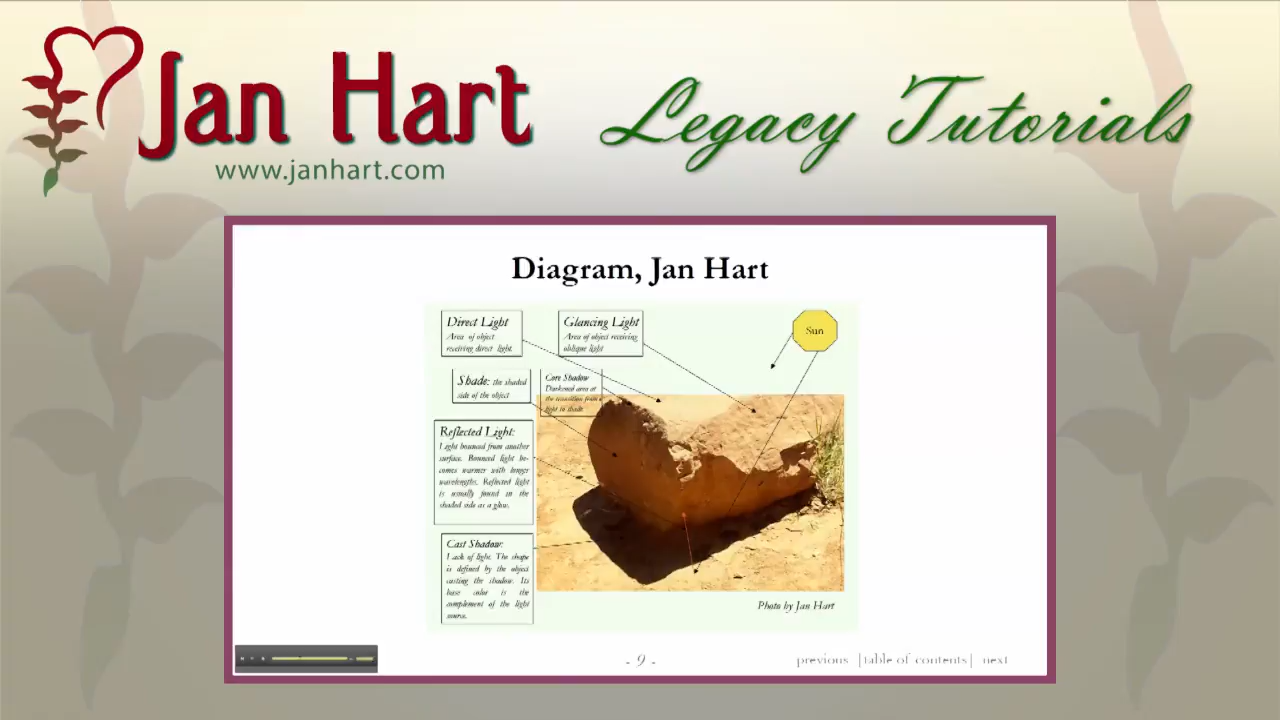 Jan Hart
Legacy Tutorials
www.janhart.com
Diagram, Jan Hart
Direct Light
Area of object
receiving direct light.
Glancing Light
Area of object receiving
oblique light
Sun
Shade: the shaded
side of the object
Core Shadow
Darkened area at
the transition from
light to shade
Reflected Light:
Light bounced from another
surface. Bounced light be-
comes warmer with longer
wavelengths. Reflected light
is usually found in the
shaded side as a glow.
Cast Shadow:
Lack of light. The shape
is defined by the object
casting the shadow. Its
base color is the
complement of the light
source.
Photo by Jan Hart
- 9 -
previous |table of contents| next